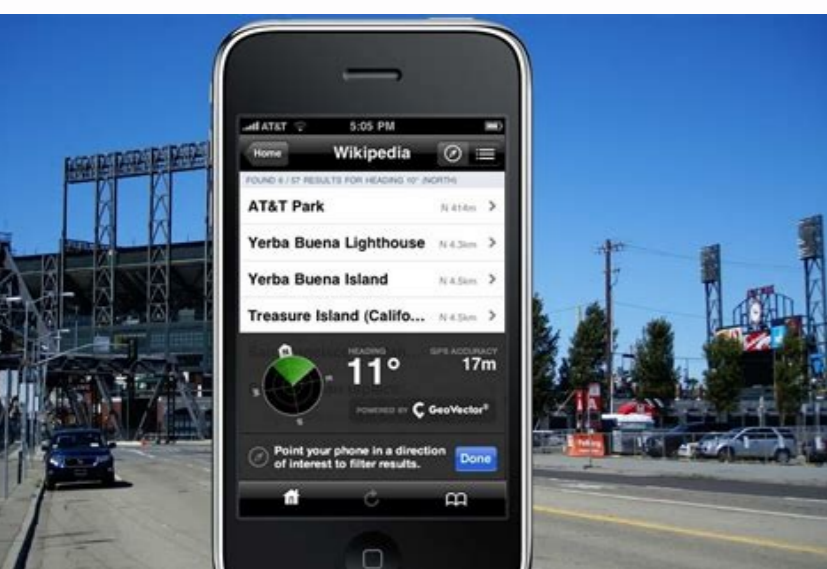 AT&T 5:05 PM
Home Wikipedia
FOUND 6 / 57 RESULTS FOR HEADING 10° (NORTH)
AT&T Park N 414m
Yerba Buena Lighthouse N 4.3km
Yerba Buena Island N 4.5km
Treasure Island (Califo... N 4.5km
N
HEADING GPS ACCURACY
11° 17m
S
POWERED BY GeoVector®
Point your phone in a direction
of interest to filter results.
Done